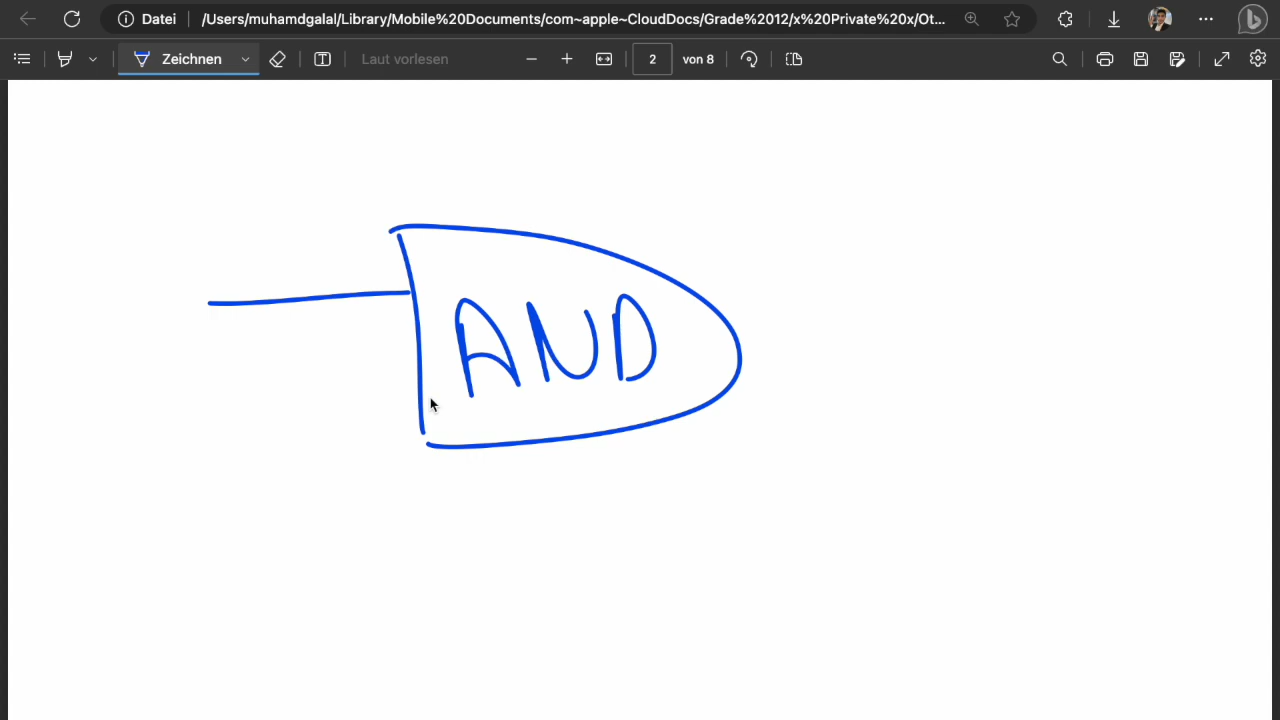 Datei /Users/muhamdgalal/Library/Mobile%20Documents/com~apple~CloudDocs/Grade%2012/x%20Private%20x/Ot...
Zeichnen Laut vorlesen 2 von 8
AND